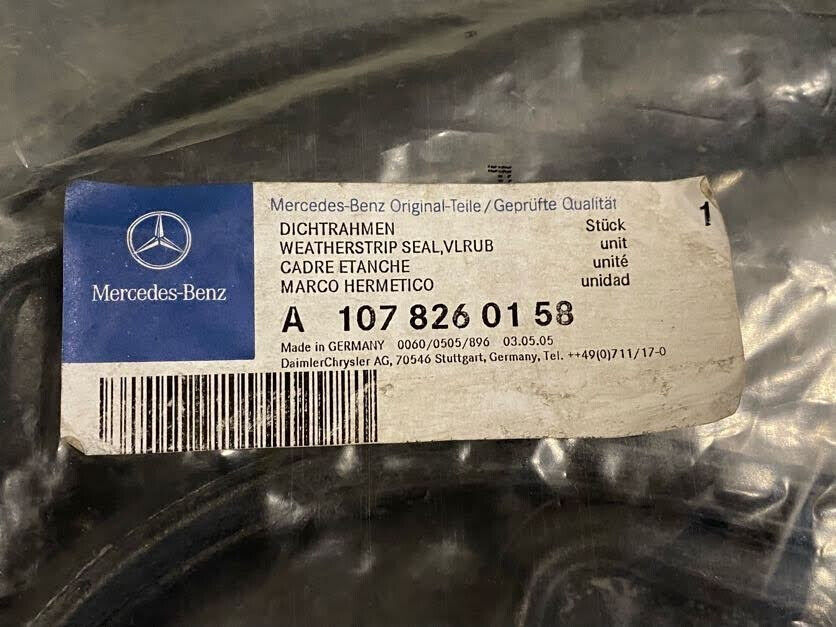 Mercedes-Benz
Mercedes-Benz Original-Teile/Geprüfte Qualität
DICHTRAHMEN Stück 1
WEATHERSTRIP SEAL,VLRUB unit
CADRE ETANCHE unité
MARCO HERMETICO unidad
A 107 826 01 58
Made in GERMANY 0060/0505/896 03.05.05
DaimlerChrysler AG, 70546 Stuttgart, Germany, Tel. ++49(0)711/17-0